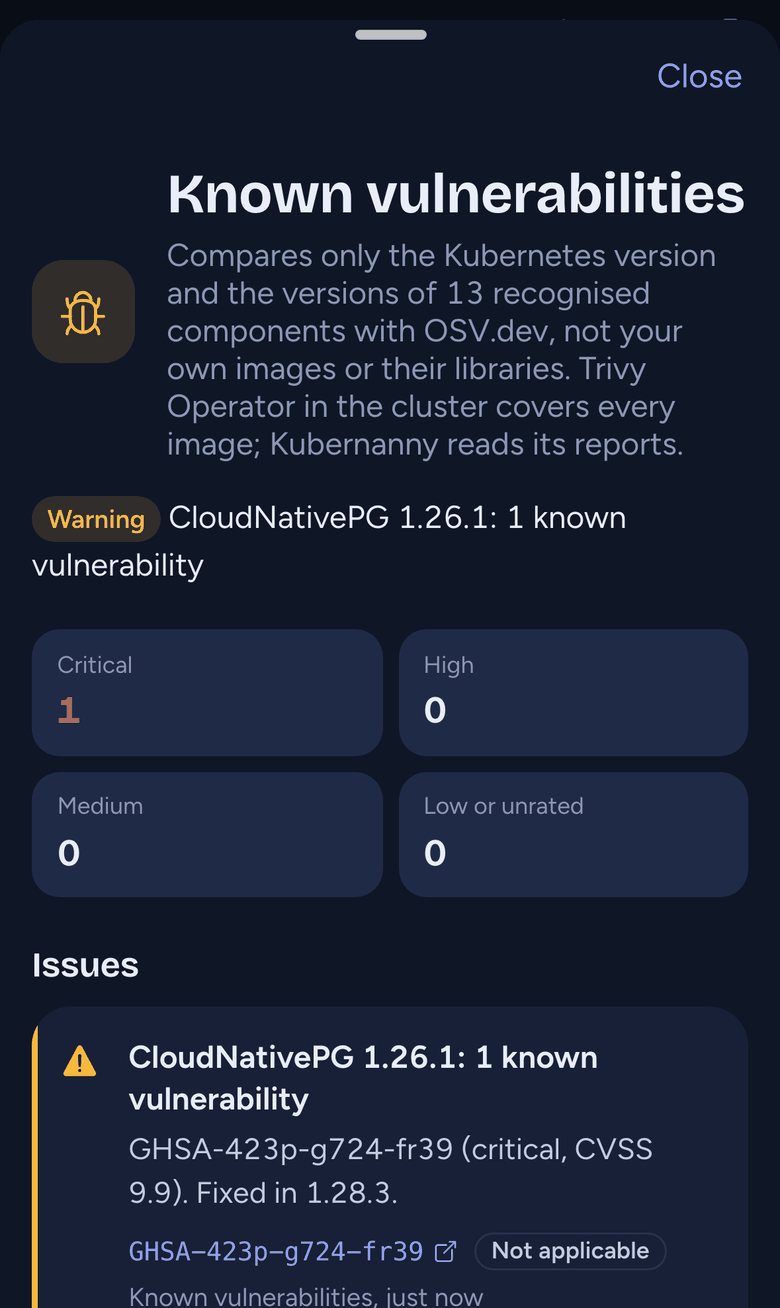 Close
Known vulnerabilities
Compares only the Kubernetes version
and the versions of 13 recognised
components with OSV.dev, not your
own images or their libraries. Trivy
Operator in the cluster covers every
image; Kubernanny reads its reports.
Warning CloudNativePG 1.26.1: 1 known
vulnerability
Critical
1
High
0
Medium
0
Low or unrated
0
Issues
CloudNativePG 1.26.1: 1 known
vulnerability
GHSA-423p-g724-fr39 (critical, CVSS
9.9). Fixed in 1.28.3.
GHSA-423p-g724-fr39 Not applicable
Known vulnerabilities, just now